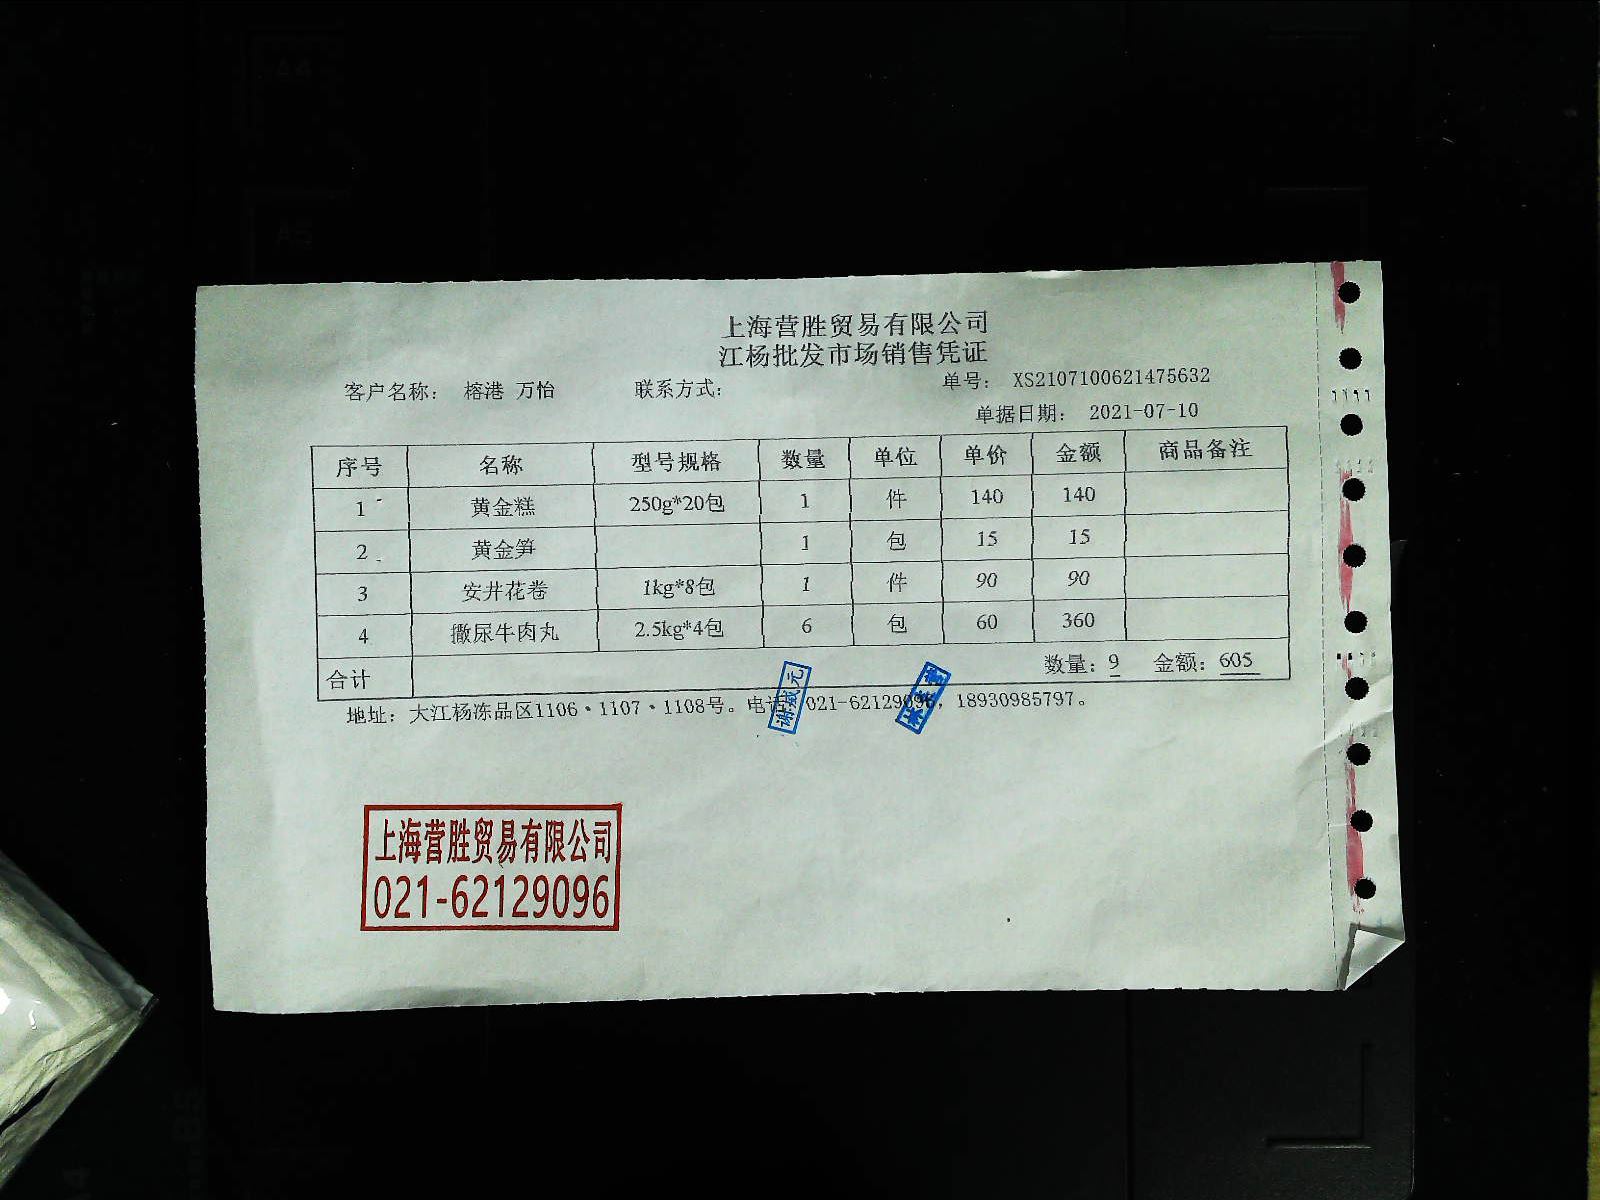 上海营胜贸易有限公司
江杨批发市场销售凭证
客户名称： 榕港 万怡 联系方式： 单号： XS2107100621475632
单据日期： 2021-07-10
序号 名称 型号规格 数量 单位 单价 金额 商品备注
1 黄金糕 250g*20包 1 件 140 140
2 黄金笋 1 包 15 15
3 安井花卷 1kg*8包 1 件 90 90
4 撒尿牛肉丸 2.5kg*4包 6 包 60 360
合计 数量：9 金额：605
地址：大江杨冻品区1106·1107·1108号。电话：021-62129096，18930985797。
上海营胜贸易有限公司
021-62129096
A4
A5
B5